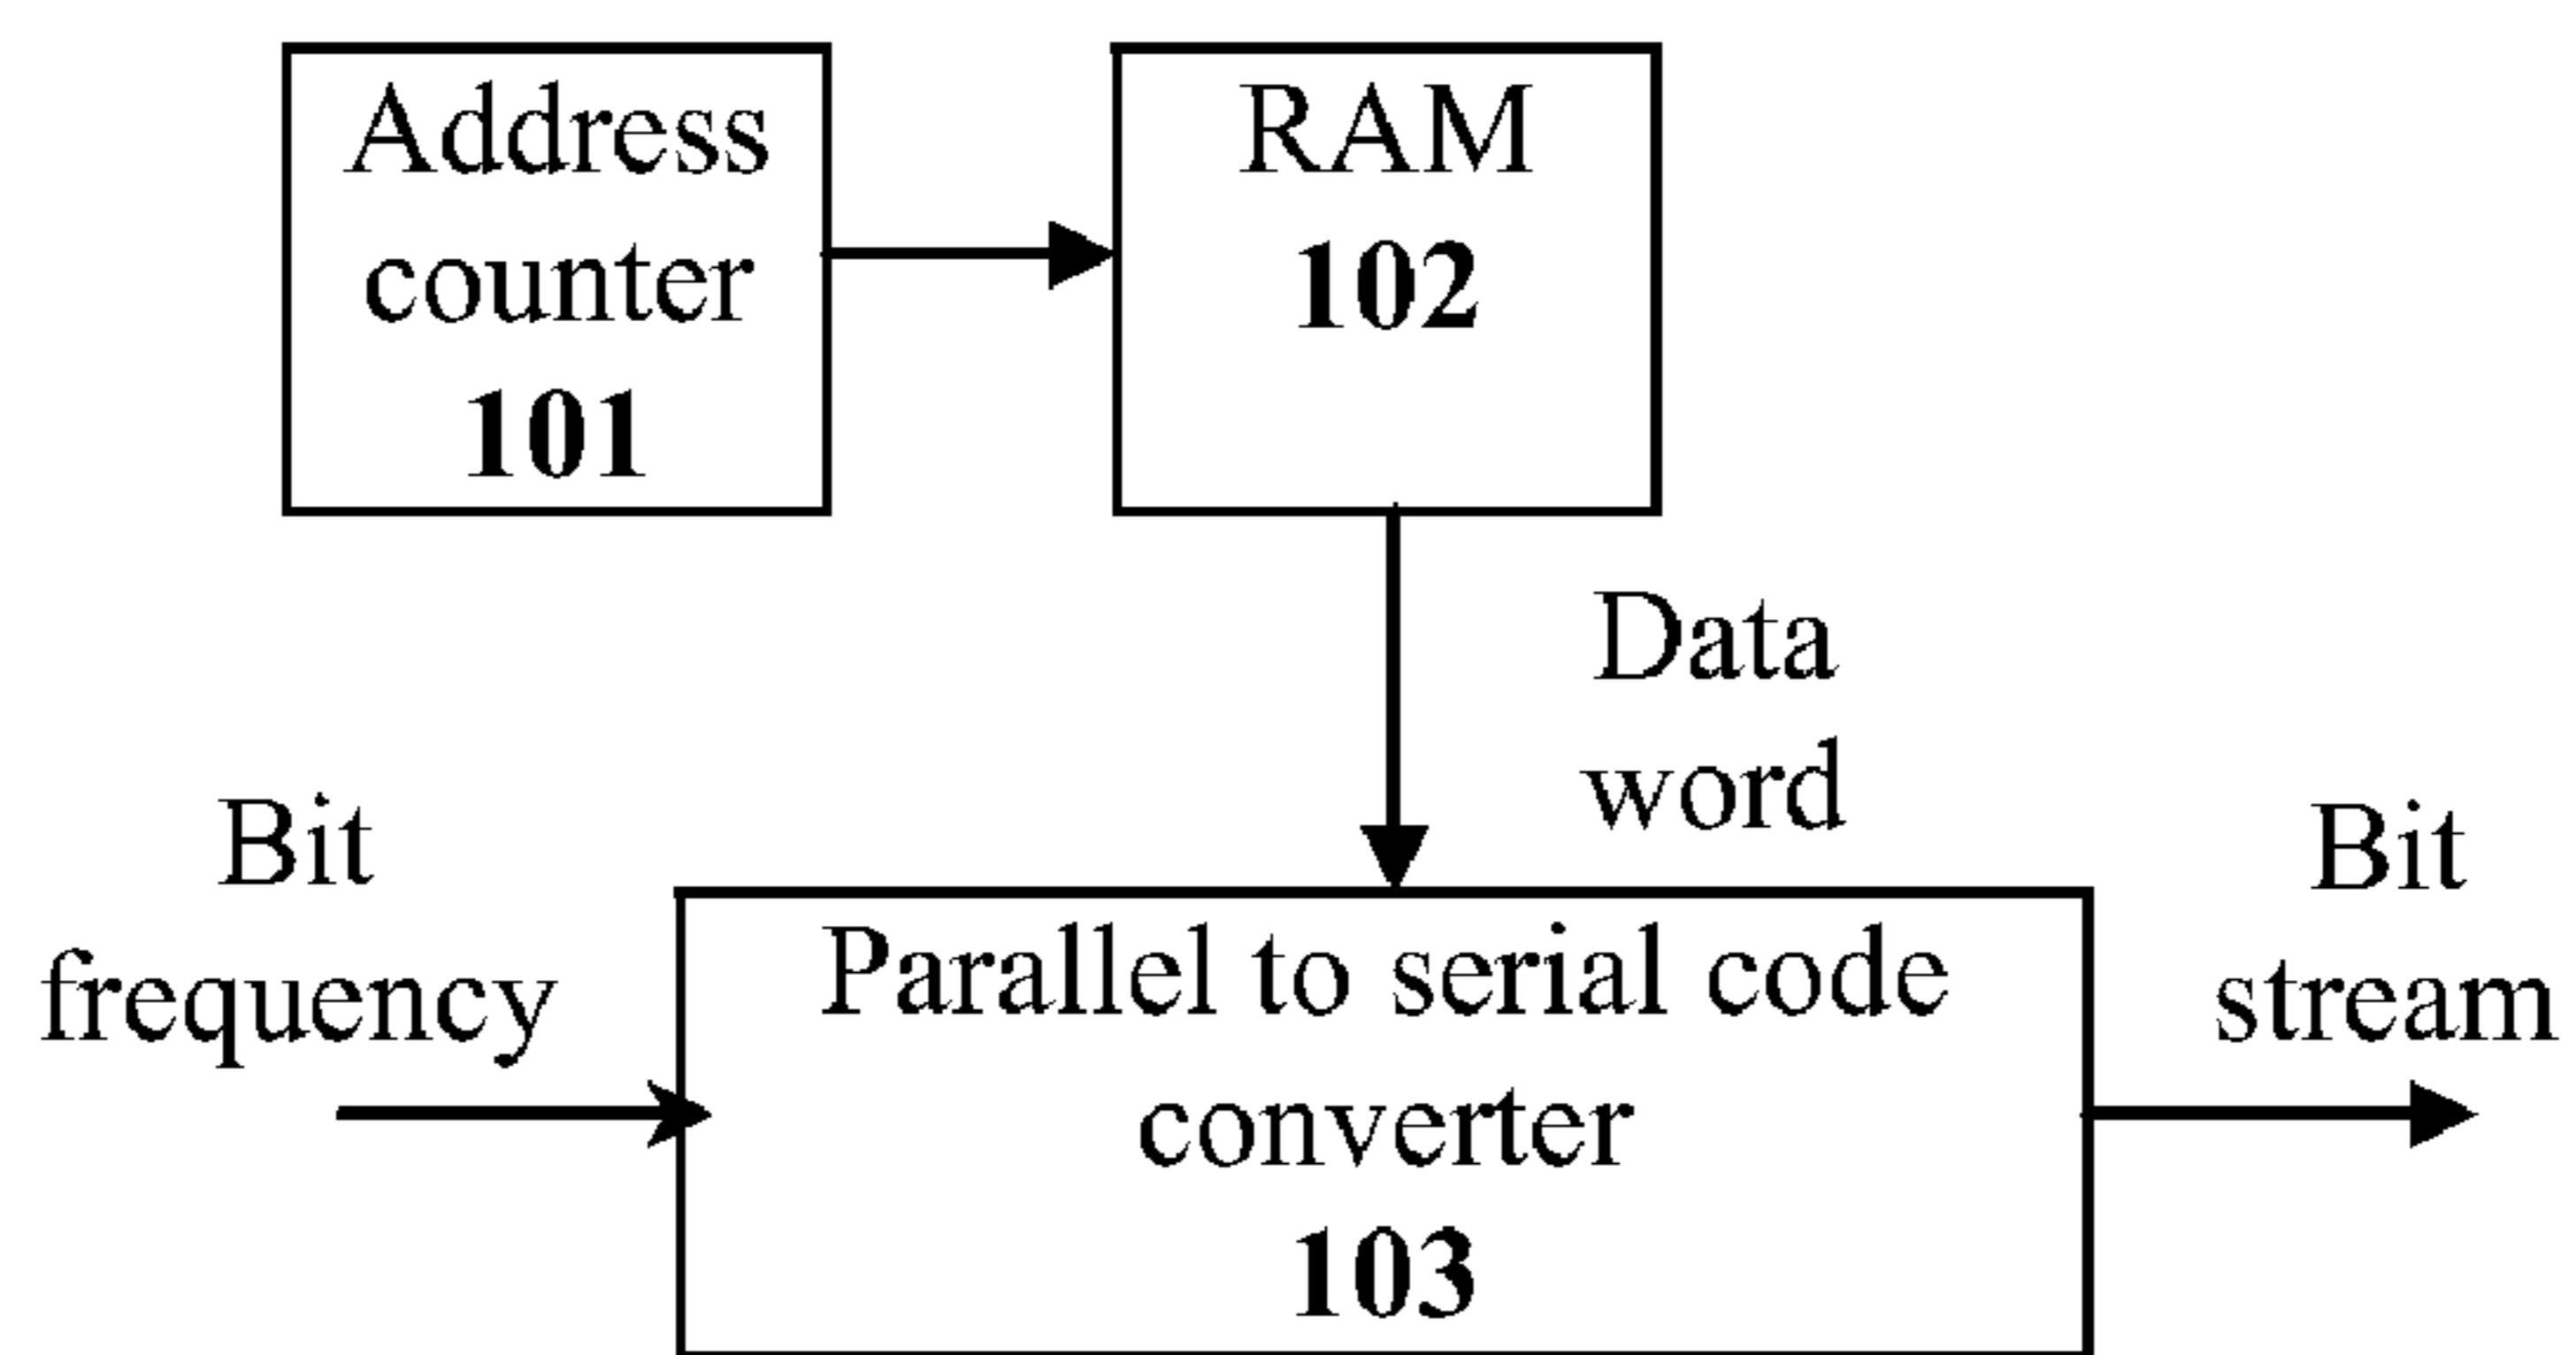 Address
counter
101
RAM
102
Data
word
Bit
frequency
Parallel to serial code
converter
103
Bit
stream